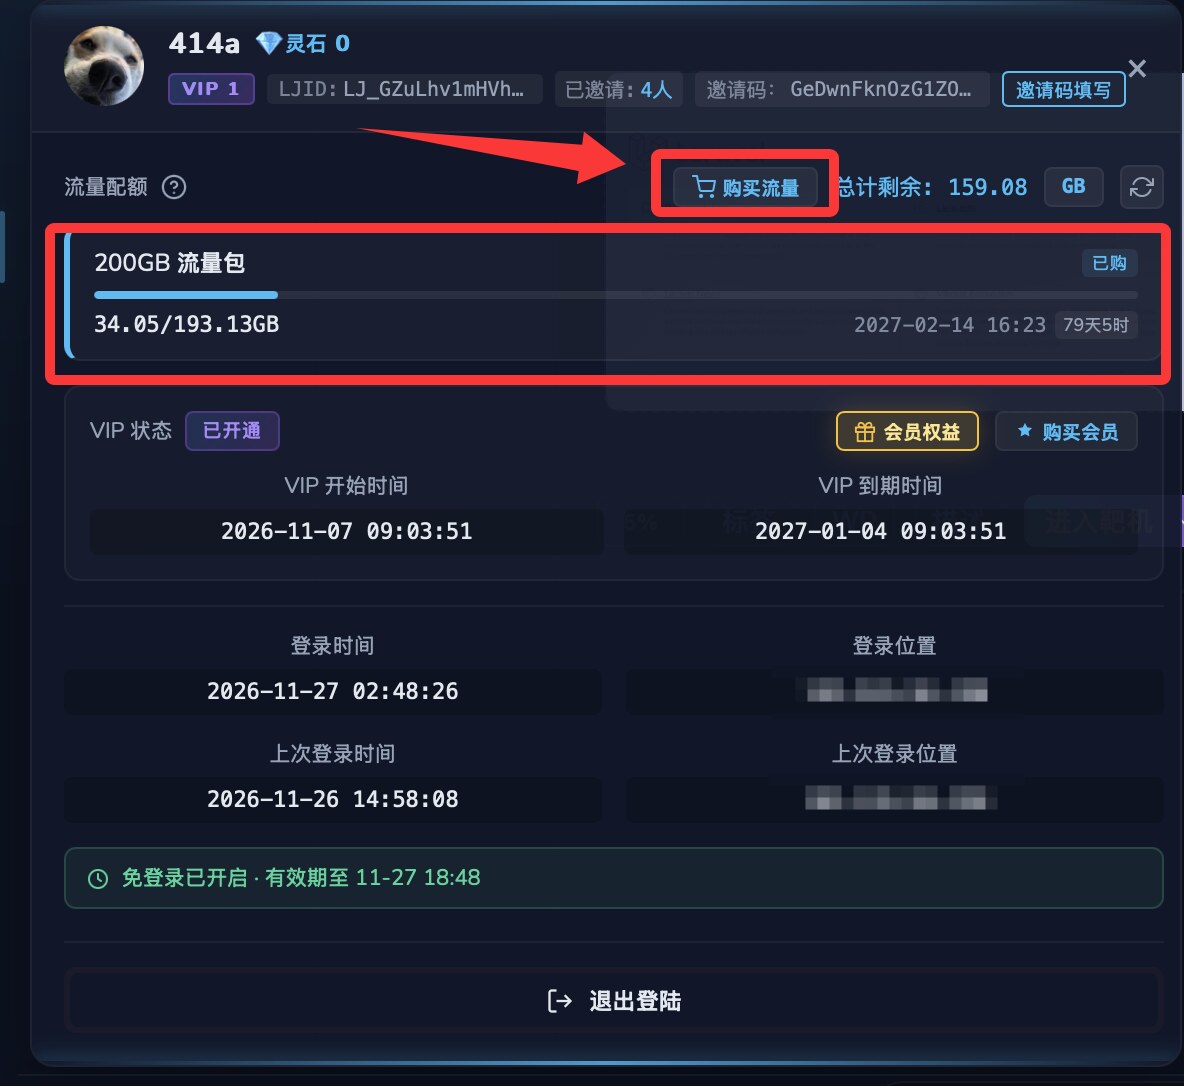 414a 💎灵石 0
VIP 1 LJID: LJ_GZuLhv1mHVh… 已邀请: 4人 邀请码: GeDwnFknOzG1ZO… 邀请码填写
流量配额 购买流量 总计剩余: 159.08 GB
200GB 流量包 已购
34.05/193.13GB 2027-02-14 16:23 79天5时
VIP 状态 已开通 会员权益 购买会员
VIP 开始时间 VIP 到期时间
2026-11-07 09:03:51 2027-01-04 09:03:51
登录时间 登录位置
2026-11-27 02:48:26
上次登录时间 上次登录位置
2026-11-26 14:58:08
免登录已开启 · 有效期至 11-27 18:48
退出登陆